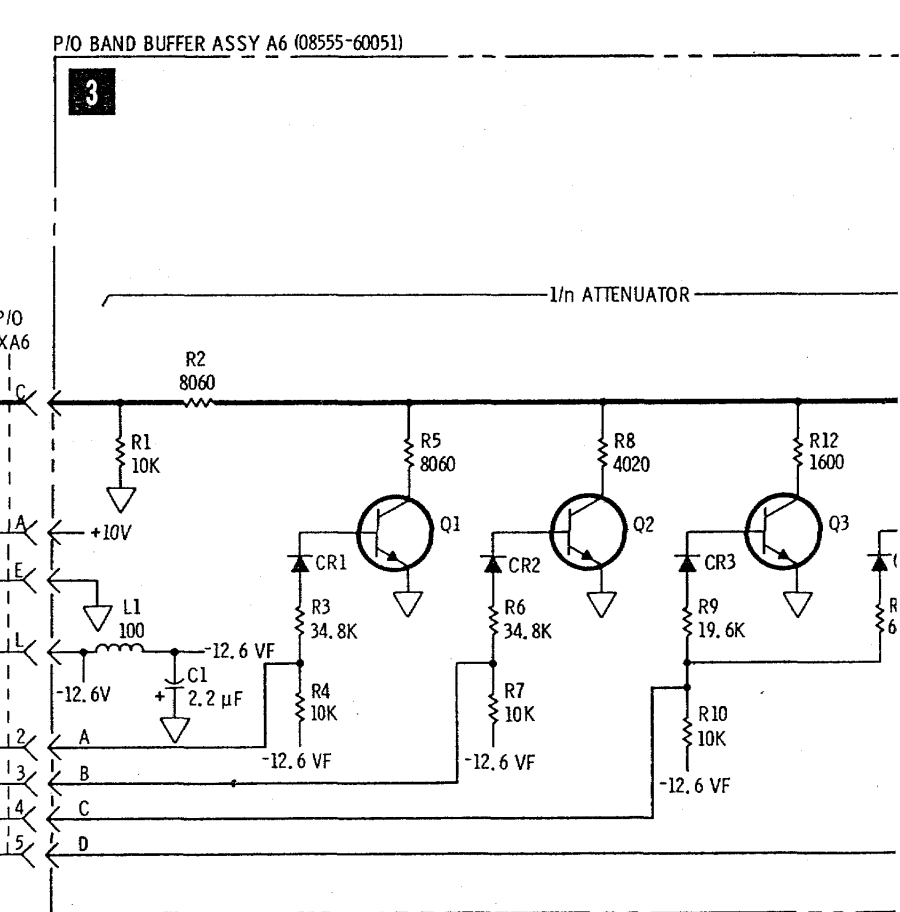 P/O BAND BUFFER ASSY A6 (08555-60051)
3
1/n ATTENUATOR
P/O
XA6
R2
8060
C
R1
10K
R5
8060
R8
4020
R12
1600
A
+10V
Q1
Q2
Q3
E
CR1
CR2
CR3
L1
100
R3
34.8K
R6
34.8K
R9
19.6K
R
6
L
-12.6 VF
-12.6V
+
C1
2.2 µF
R4
10K
R7
10K
R10
10K
2
A
-12.6 VF
-12.6 VF
3
B
-12.6 VF
4
C
5
D